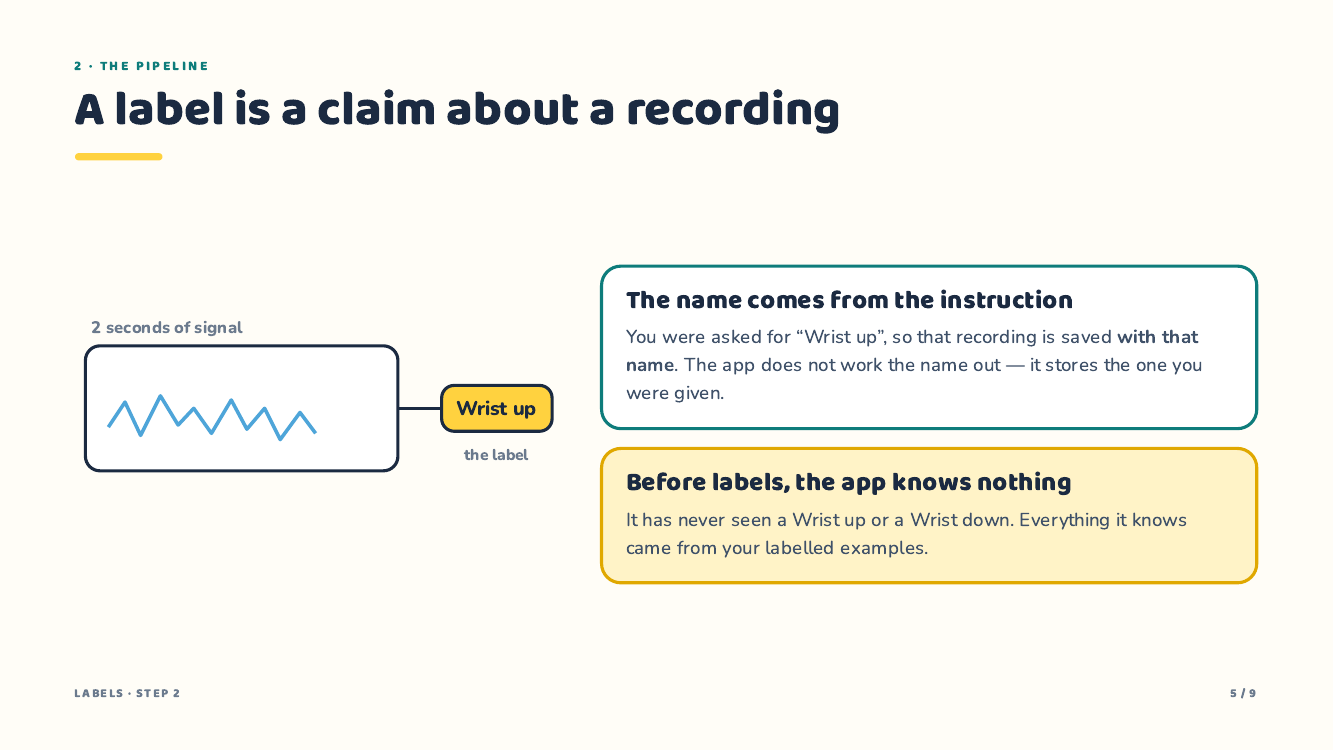 2 · THE PIPELINE
A label is a claim about a recording
2 seconds of signal
Wrist up
the label
The name comes from the instruction
You were asked for “Wrist up”, so that recording is saved with that
name. The app does not work the name out — it stores the one you
were given.
Before labels, the app knows nothing
It has never seen a Wrist up or a Wrist down. Everything it knows
came from your labelled examples.
LABELS · STEP 2
5 / 9